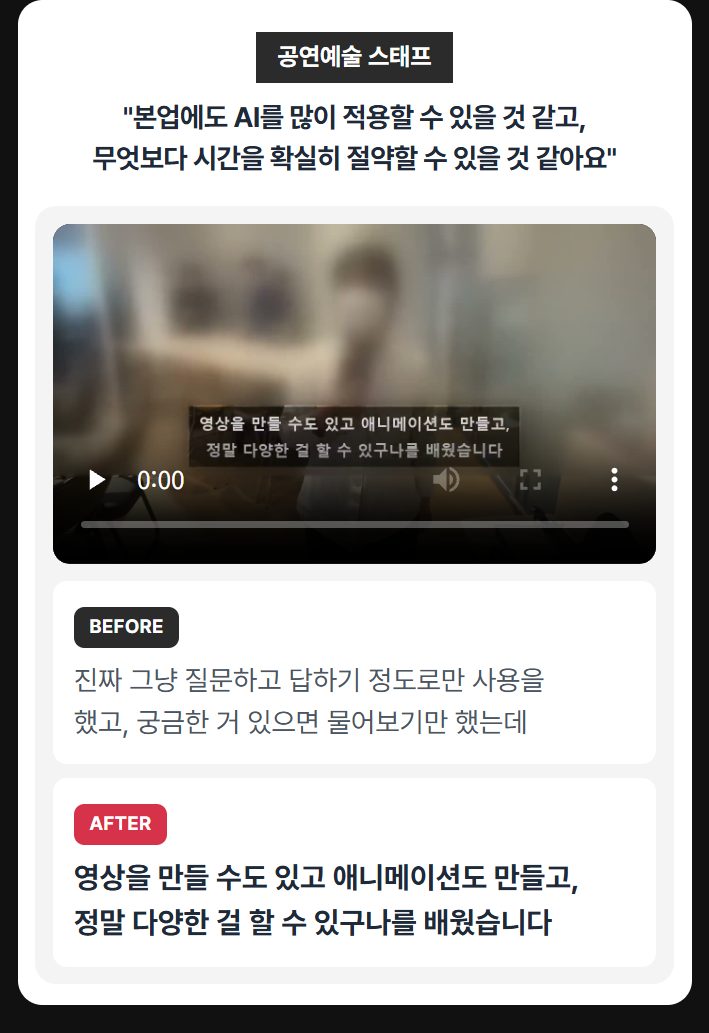 공연예술 스태프
"본업에도 AI를 많이 적용할 수 있을 것 같고,
무엇보다 시간을 확실히 절약할 수 있을 것 같아요"
영상을 만들 수도 있고 애니메이션도 만들고,
정말 다양한 걸 할 수 있구나를 배웠습니다
0:00
BEFORE
진짜 그냥 질문하고 답하기 정도로만 사용을
했고, 궁금한 거 있으면 물어보기만 했는데
AFTER
영상을 만들 수도 있고 애니메이션도 만들고,
정말 다양한 걸 할 수 있구나를 배웠습니다